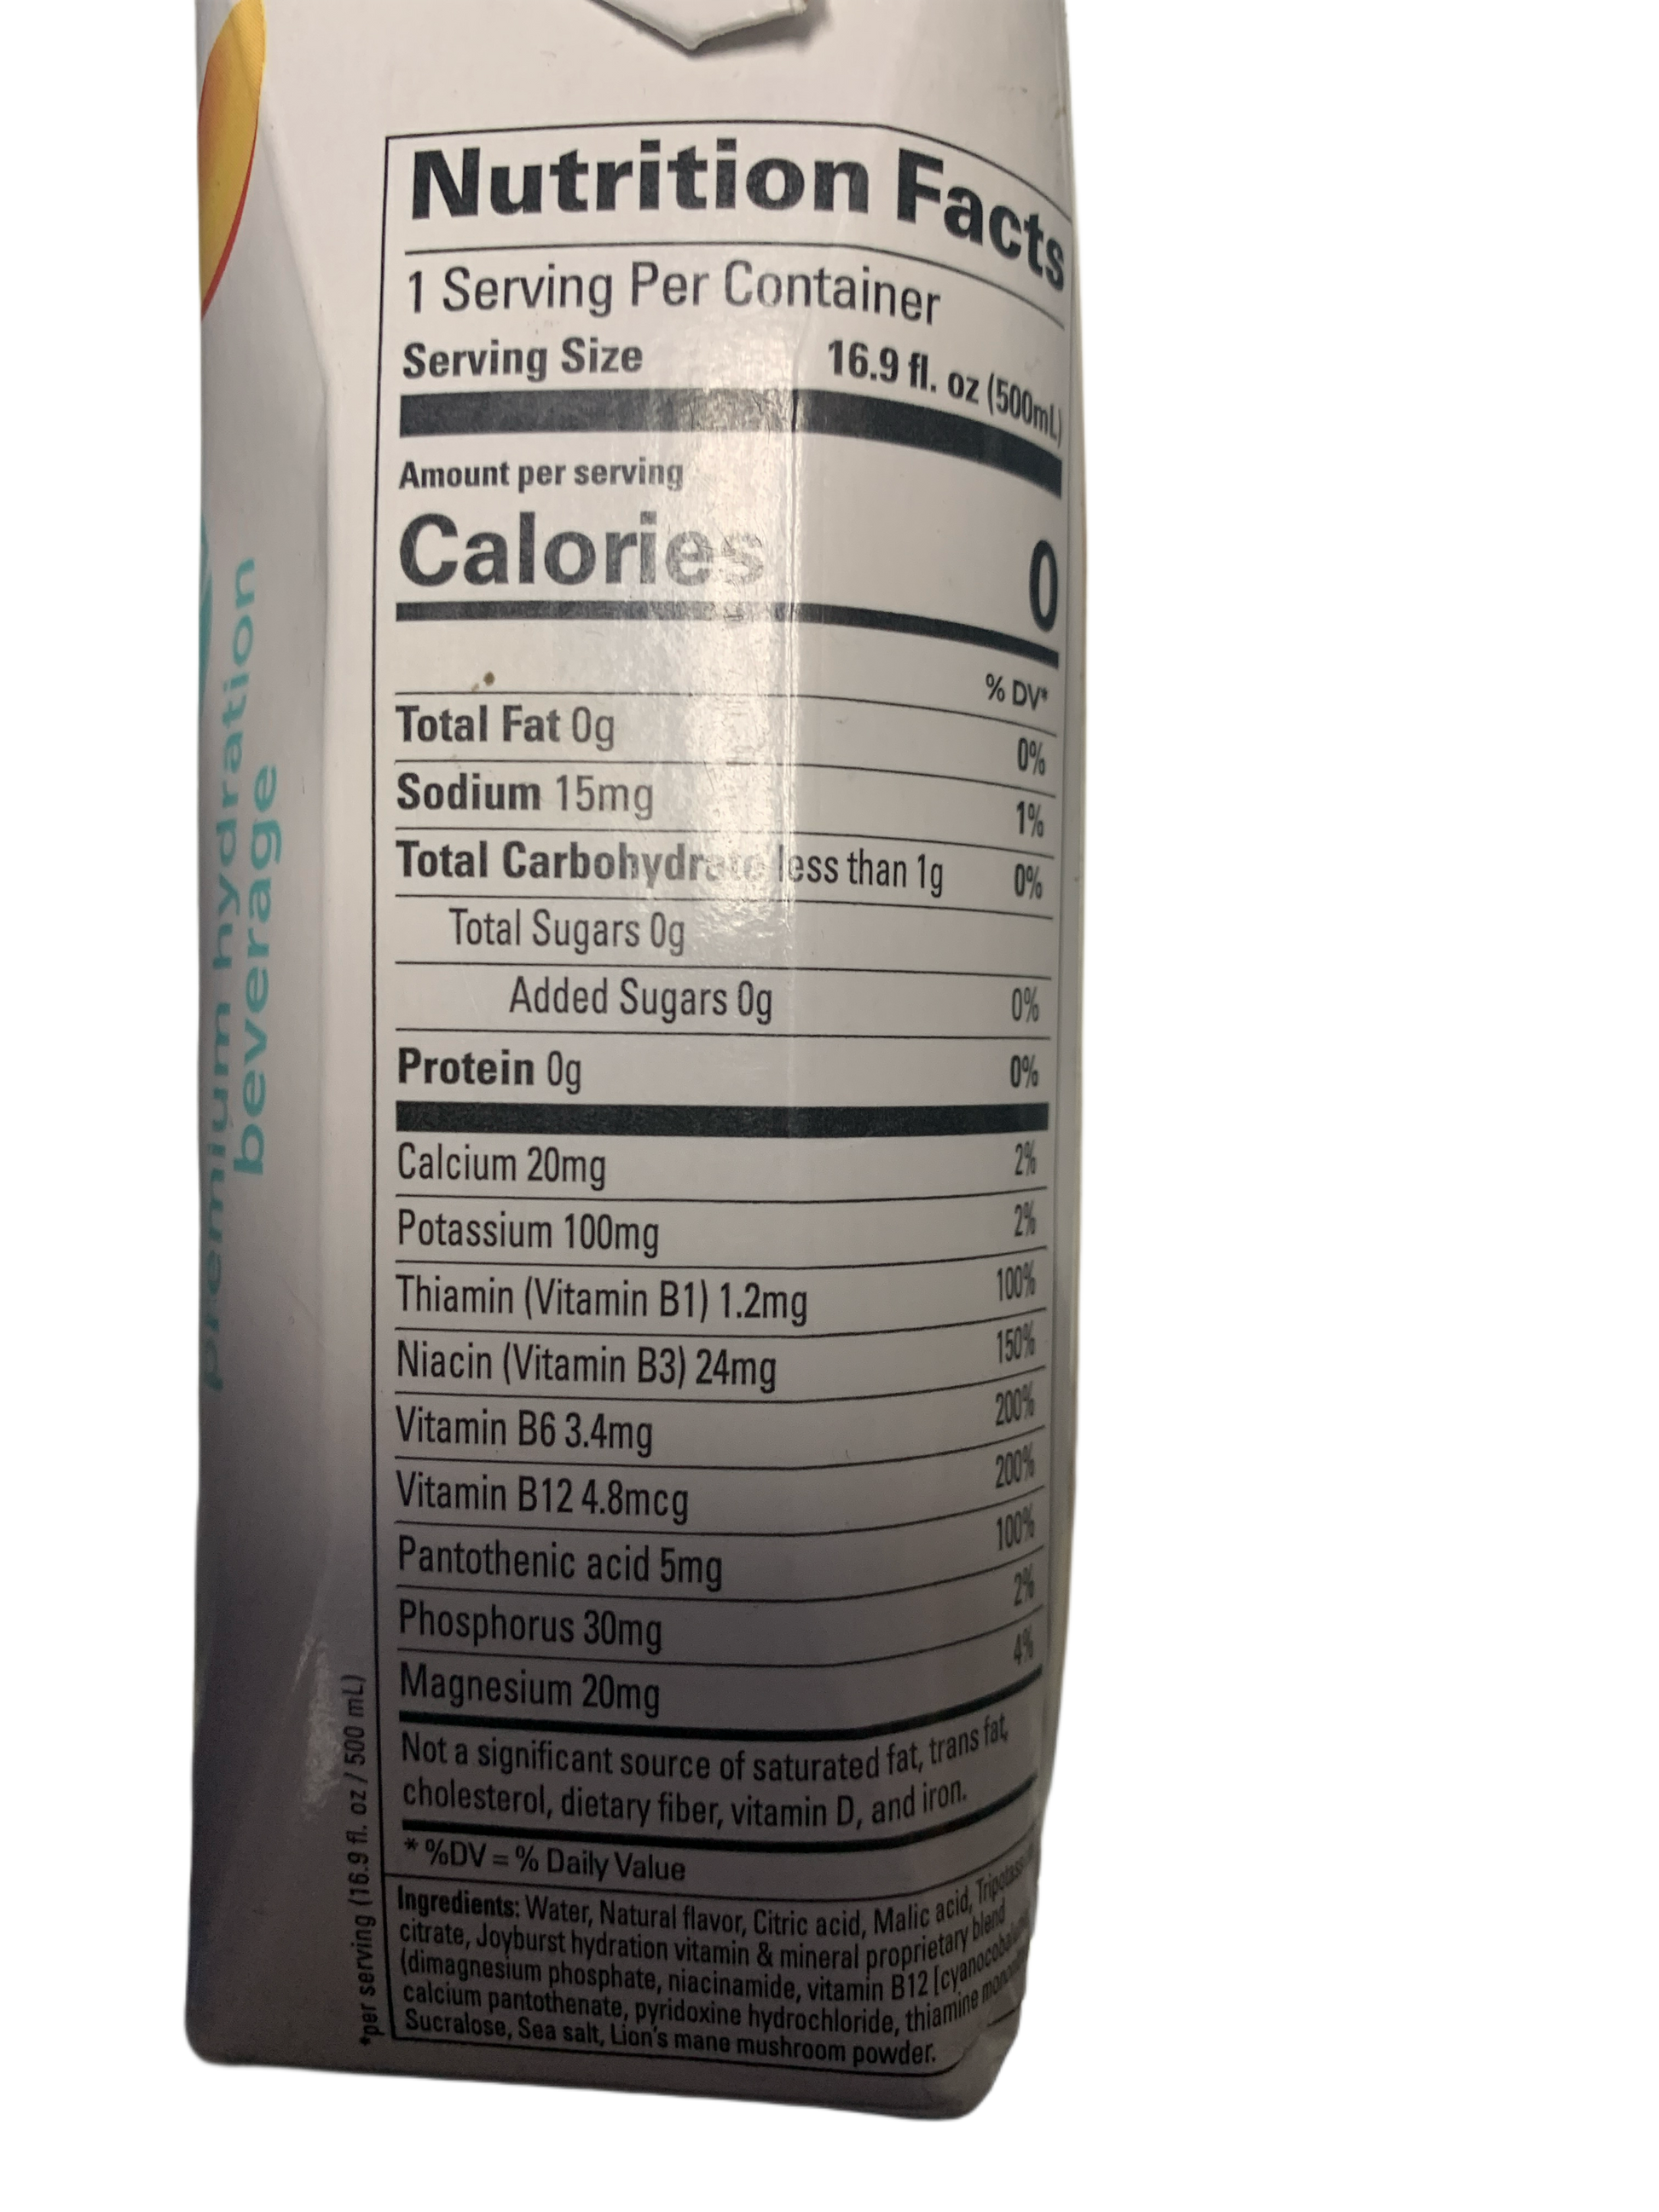 premium hydration
beverage
Nutrition Facts
1 Serving Per Container
Serving Size 16.9 fl. oz (500mL)
Amount per serving
Calories 0
% DV*
Total Fat 0g 0%
Sodium 15mg 1%
Total Carbohydrate less than 1g 0%
Total Sugars 0g
Added Sugars 0g 0%
Protein 0g 0%
Calcium 20mg 2%
Potassium 100mg 2%
Thiamin (Vitamin B1) 1.2mg 100%
Niacin (Vitamin B3) 24mg 150%
Vitamin B6 3.4mg 200%
Vitamin B12 4.8mcg 200%
Pantothenic acid 5mg 100%
Phosphorus 30mg 2%
Magnesium 20mg 4%
Not a significant source of saturated fat, trans fat,
cholesterol, dietary fiber, vitamin D, and iron.
* %DV = % Daily Value
Ingredients: Water, Natural flavor, Citric acid, Malic acid,
citrate, Joyburst hydration vitamin & mineral proprietary blend
(dimagnesium phosphate, niacinamide, vitamin B12
calcium pantothenate, pyridoxine hydrochloride, thiamine
Sucralose, Sea salt, Lion's mane mushroom powder.
*per serving (16.9 fl. oz / 500 mL)